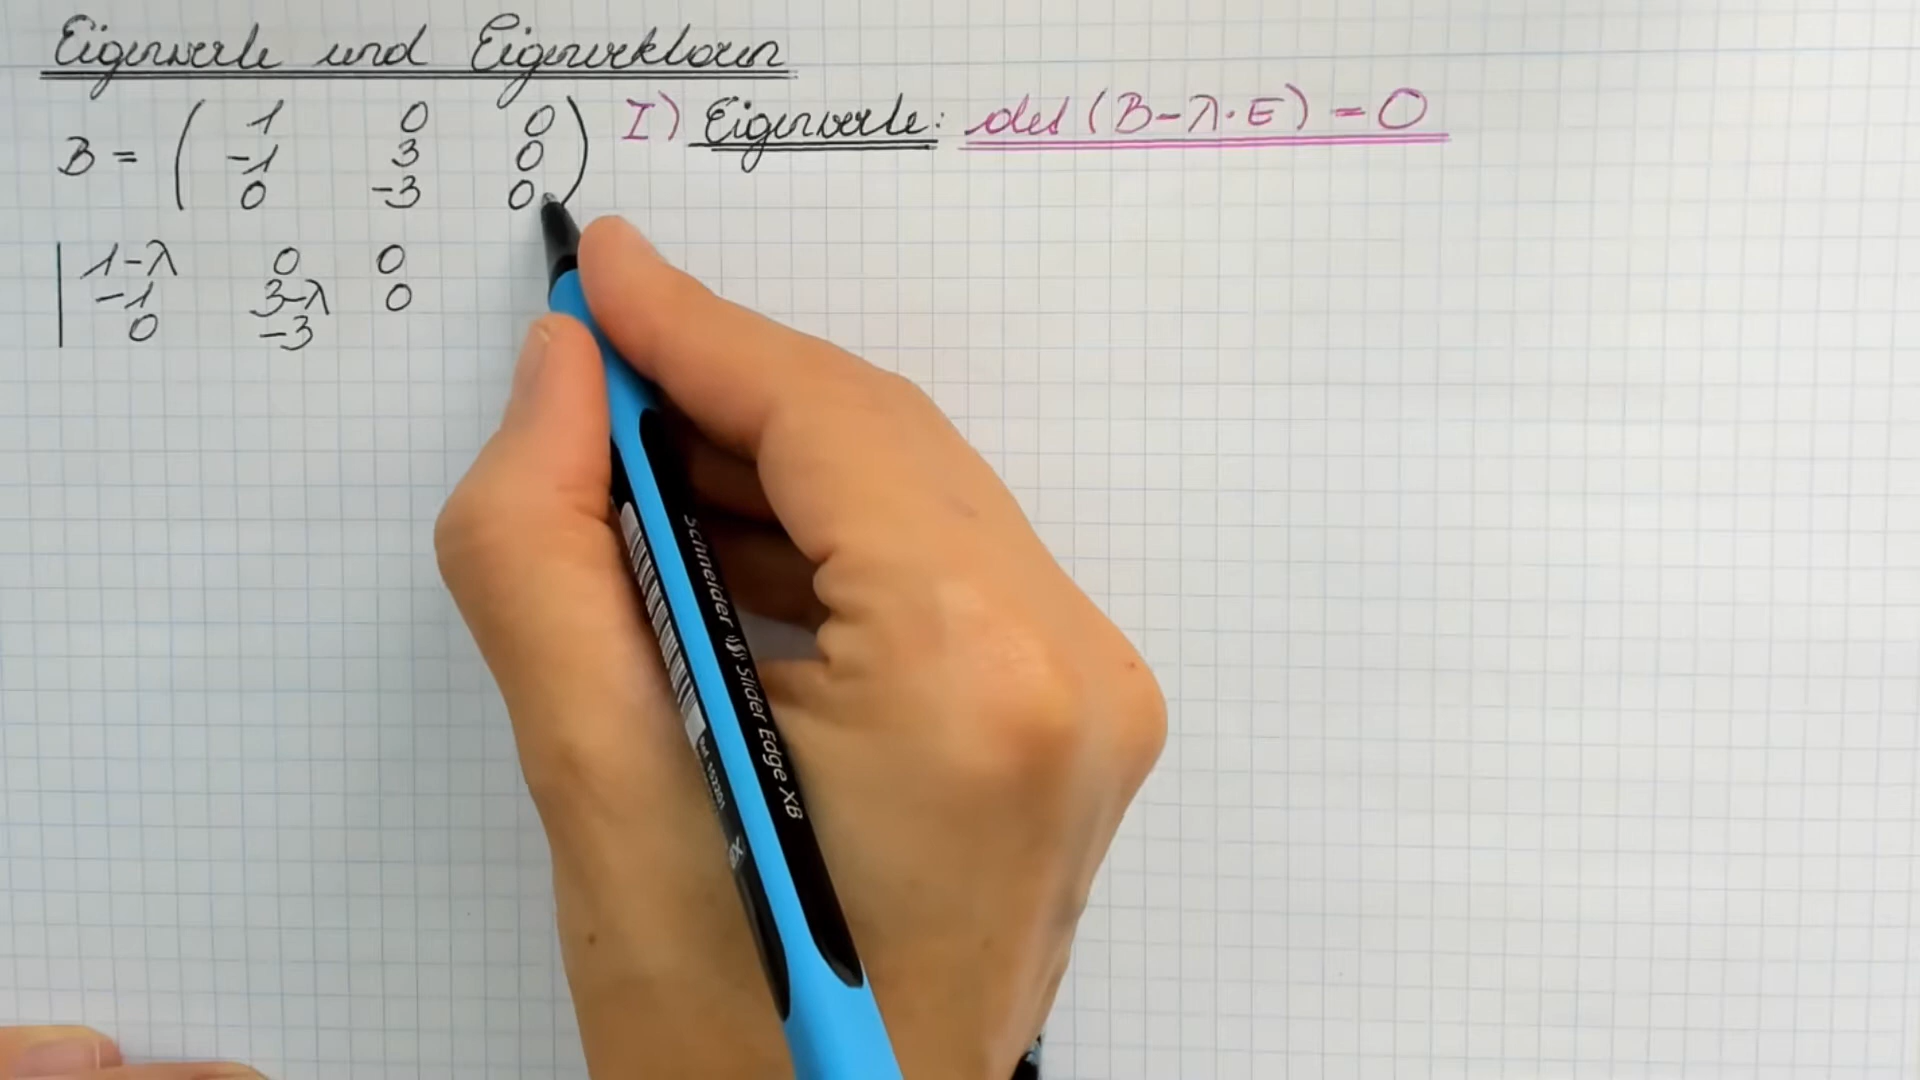 Eigenwerte und Eigenvektoren
B = ( 1 0 0 ) I) Eigenwerte: det (B-λ·E) = 0
-1 3 0
0 -3 0
| 1-λ 0 0
-1 3-λ 0
0 -3
Schneider Slider Edge XB
XB